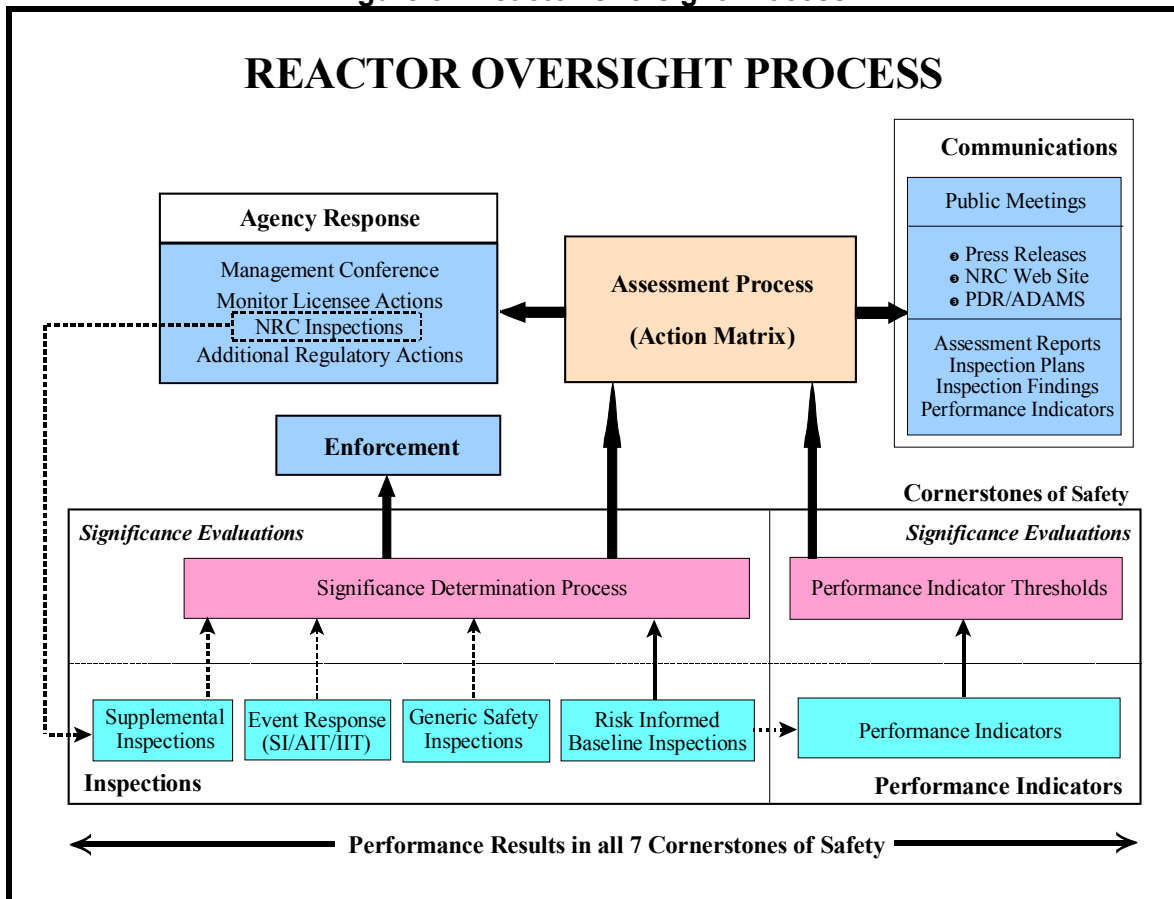 REACTOR OVERSIGHT PROCESS
Communications
Public Meetings
Press Releases
NRC Web Site
PDR/ADAMS
Assessment Reports
Inspection Plans
Inspection Findings
Performance Indicators
Agency Response
Management Conference
Monitor Licensee Actions
NRC Inspections
Additional Regulatory Actions
Assessment Process
(Action Matrix)
Enforcement
Cornerstones of Safety
Significance Evaluations
Significance Evaluations
Significance Determination Process
Performance Indicator Thresholds
Supplemental
Inspections
Event Response
(SI/AIT/IIT)
Generic Safety
Inspections
Risk Informed
Baseline Inspections
Performance Indicators
Inspections
Performance Indicators
Performance Results in all 7 Cornerstones of Safety